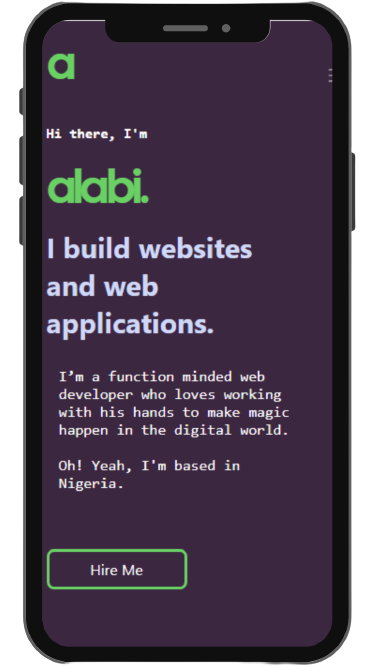 a
Hi there, I'm
alabi.
I build websites
and web
applications.
I’m a function minded web
developer who loves working
with his hands to make magic
happen in the digital world.
Oh! Yeah, I'm based in
Nigeria.
Hire Me